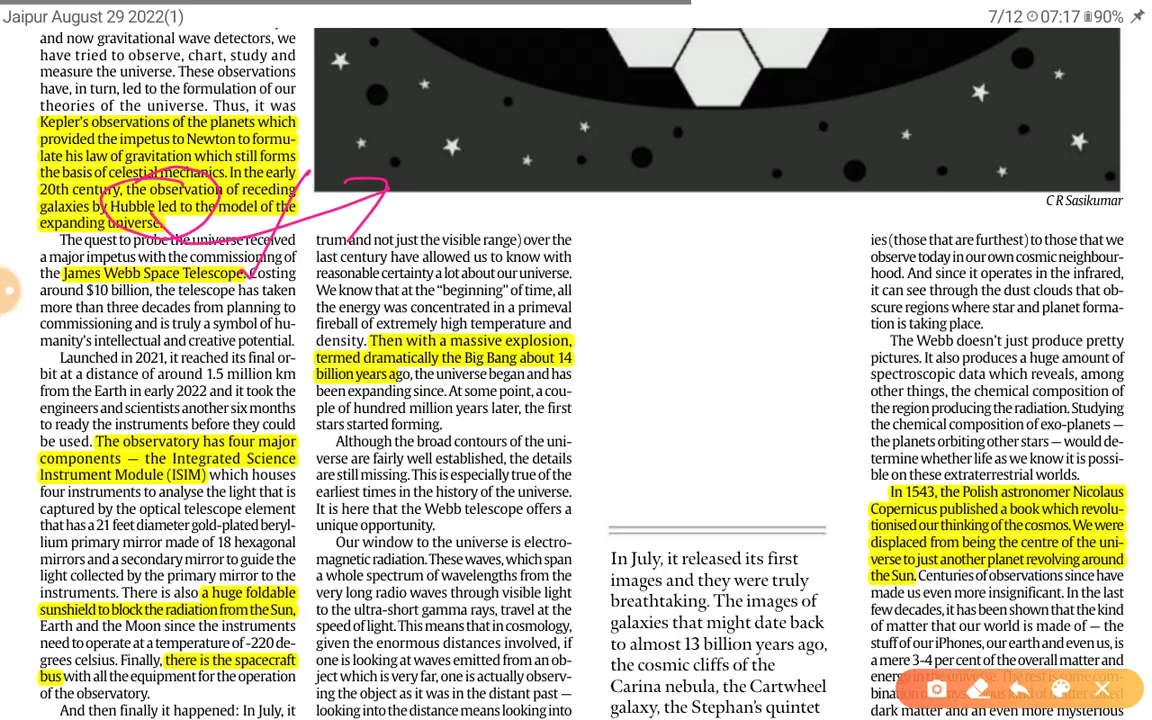 Jaipur August 29 2022(1)
7/12 07:17 90%
and now gravitational wave detectors, we
have tried to observe, chart, study and
measure the universe. These observations
have, in turn, led to the formulation of our
theories of the universe. Thus, it was
Kepler's observations of the planets which
provided the impetus to Newton to formu-
late his law of gravitation which still forms
the basis of celestial mechanics. In the early
20th century, the observation of receding
galaxies by Hubble led to the model of the
expanding universe.
The quest to probe the universe received
a major impetus with the commissioning of
the James Webb Space Telescope. Costing
around $10 billion, the telescope has taken
more than three decades from planning to
commissioning and is truly a symbol of hu-
manity's intellectual and creative potential.
Launched in 2021, it reached its final or-
bit at a distance of around 1.5 million km
from the Earth in early 2022 and it took the
engineers and scientists another six months
to ready the instruments before they could
be used. The observatory has four major
components — the Integrated Science
Instrument Module (ISIM) which houses
four instruments to analyse the light that is
captured by the optical telescope element
that has a 21 feet diameter gold-plated beryl-
lium primary mirror made of 18 hexagonal
mirrors and a secondary mirror to guide the
light collected by the primary mirror to the
instruments. There is also a huge foldable
sunshield to block the radiation from the Sun,
Earth and the Moon since the instruments
need to operate at a temperature of -220 de-
grees celsius. Finally, there is the spacecraft
bus with all the equipment for the operation
of the observatory.
And then finally it happened: In July, it
C R Sasikumar
trum and not just the visible range) over the
last century have allowed us to know with
reasonable certainty a lot about our universe.
We know that at the "beginning" of time, all
the energy was concentrated in a primeval
fireball of extremely high temperature and
density. Then with a massive explosion,
termed dramatically the Big Bang about 14
billion years ago, the universe began and has
been expanding since. At some point, a cou-
ple of hundred million years later, the first
stars started forming.
Although the broad contours of the uni-
verse are fairly well established, the details
are still missing. This is especially true of the
earliest times in the history of the universe.
It is here that the Webb telescope offers a
unique opportunity.
Our window to the universe is electro-
magnetic radiation. These waves, which span
a whole spectrum of wavelengths from the
very long radio waves through visible light
to the ultra-short gamma rays, travel at the
speed of light. This means that in cosmology,
given the enormous distances involved, if
one is looking at waves emitted from an ob-
ject which is very far, one is actually observ-
ing the object as it was in the distant past —
looking into the distance means looking into
In July, it released its first
images and they were truly
breathtaking. The images of
galaxies that might date back
to almost 13 billion years ago,
the cosmic cliffs of the
Carina nebula, the Cartwheel
galaxy, the Stephan's quintet
ies (those that are furthest) to those that we
observe today in our own cosmic neighbour-
hood. And since it operates in the infrared,
it can see through the dust clouds that ob-
scure regions where star and planet forma-
tion is taking place.
The Webb doesn't just produce pretty
pictures. It also produces a huge amount of
spectroscopic data which reveals, among
other things, the chemical composition of
the region producing the radiation. Studying
the chemical composition of exo-planets —
the planets orbiting other stars — would de-
termine whether life as we know it is possi-
ble on these extraterrestrial worlds.
In 1543, the Polish astronomer Nicolaus
Copernicus published a book which revolu-
tionised our thinking of the cosmos. We were
displaced from being the centre of the uni-
verse to just another planet revolving around
the Sun. Centuries of observations since have
made us even more insignificant. In the last
few decades, it has been shown that the kind
of matter that our world is made of — the
stuff of our iPhones, our earth and even us, is
a mere 3-4 per cent of the overall matter and
energy in the universe. The rest is some com-
bination of
dark matter and an even more mysterious